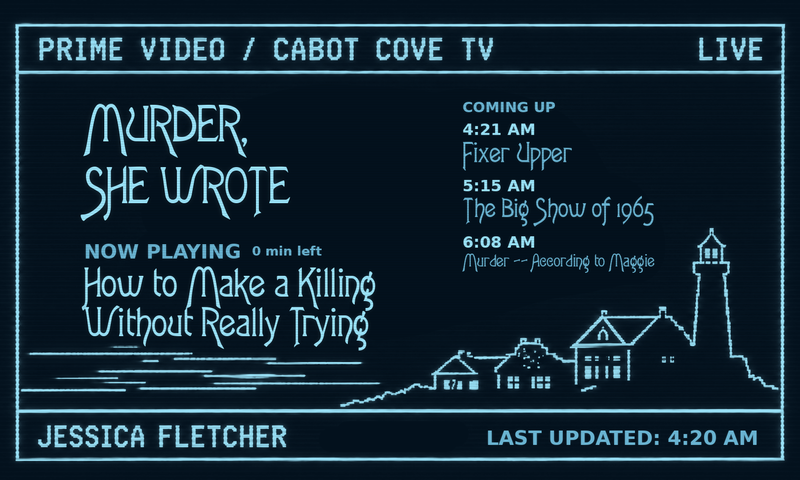 PRIME VIDEO / CABOT COVE TV
LIVE
MURDER,
SHE WROTE
NOW PLAYING 0 min left
How to Make a Killing
Without Really Trying
COMING UP
4:21 AM
Fixer Upper
5:15 AM
The Big Show of 1965
6:08 AM
Murder -- According to Maggie
JESSICA FLETCHER
LAST UPDATED: 4:20 AM